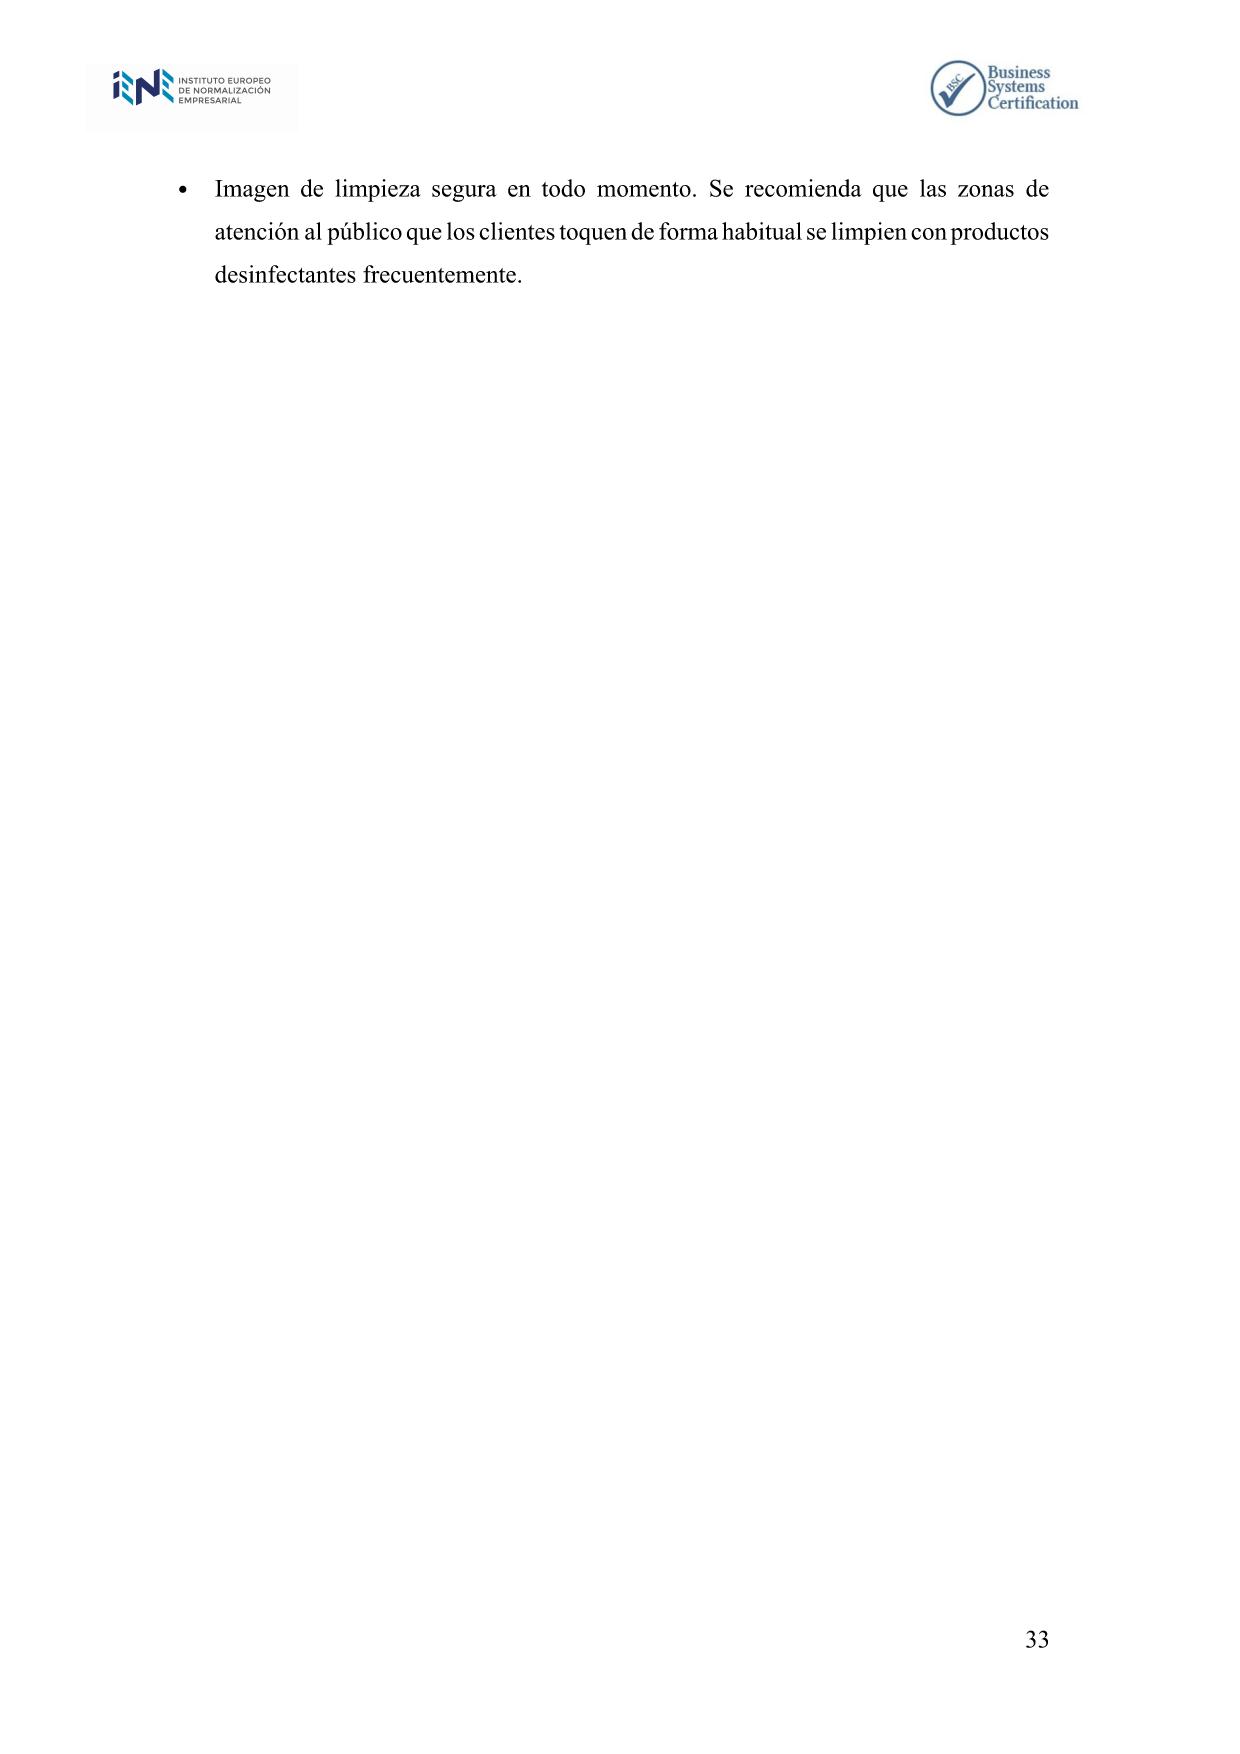 iENE INSTITUTO EUROPEO
DE NORMALIZACIÓN
EMPRESARIAL
BSC
Business
Systems
Certification
• Imagen de limpieza segura en todo momento. Se recomienda que las zonas de
atención al público que los clientes toquen de forma habitual se limpien con productos
desinfectantes frecuentemente.
33